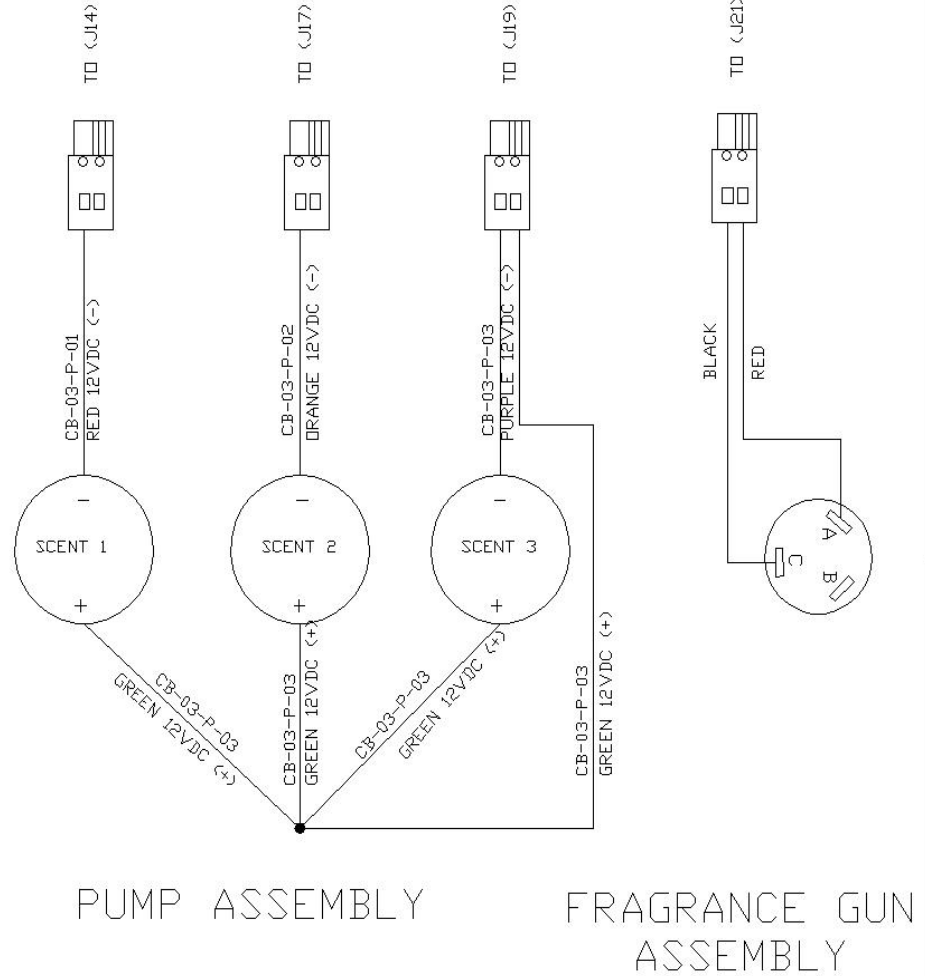 TO (J14)
TO (J17)
TO (J19)
TO (J21)
CB-03-P-01
RED 12VDC (-)
CB-03-P-02
ORANGE 12VDC (-)
CB-03-P-03
PURPLE 12VDC (-)
BLACK
RED
-
SCENT 1
+
-
SCENT 2
+
-
SCENT 3
+
A
B
C
CB-03-P-03
GREEN 12VDC (+)
CB-03-P-03
GREEN 12VDC (+)
CB-03-P-03
GREEN 12VDC (+)
CB-03-P-03
GREEN 12VDC (+)
PUMP ASSEMBLY
FRAGRANCE GUN
ASSEMBLY